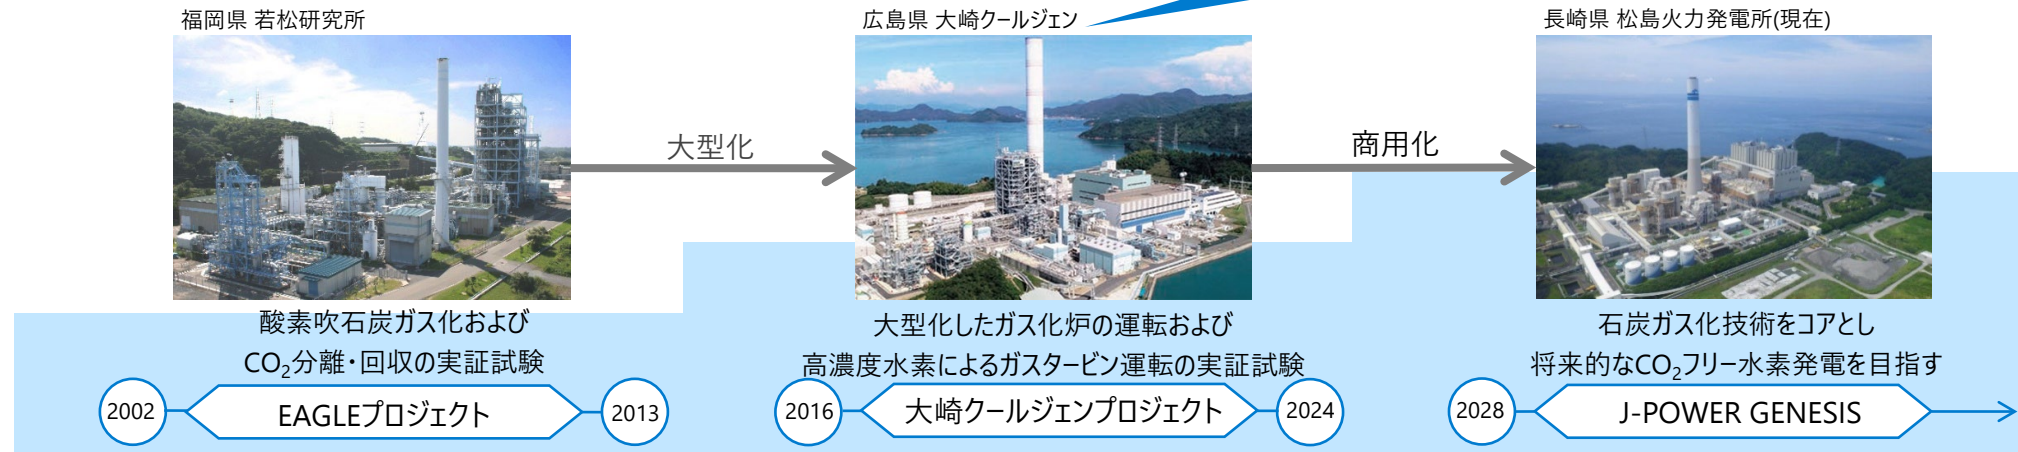 福岡県 若松研究所
広島県 大崎クールジェン
長崎県 松島火力発電所(現在)
大型化
商用化
酸素吹石炭ガス化および
CO₂分離・回収の実証試験
大型化したガス化炉の運転および
高濃度水素によるガスタービン運転の実証試験
石炭ガス化技術をコアとし
将来的なCO₂フリー水素発電を目指す
2002
EAGLEプロジェクト
2013
2016
大崎クールジェンプロジェクト
2024
2028
J-POWER GENESIS